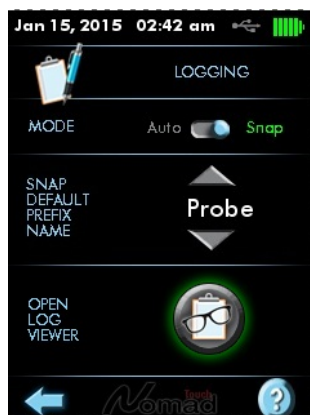 Jan 15, 2015 02:42 am
LOGGING
MODE Auto Snap
SNAP
DEFAULT
PREFIX
NAME
Probe
OPEN
LOG
VIEWER
Nomad Touch
?